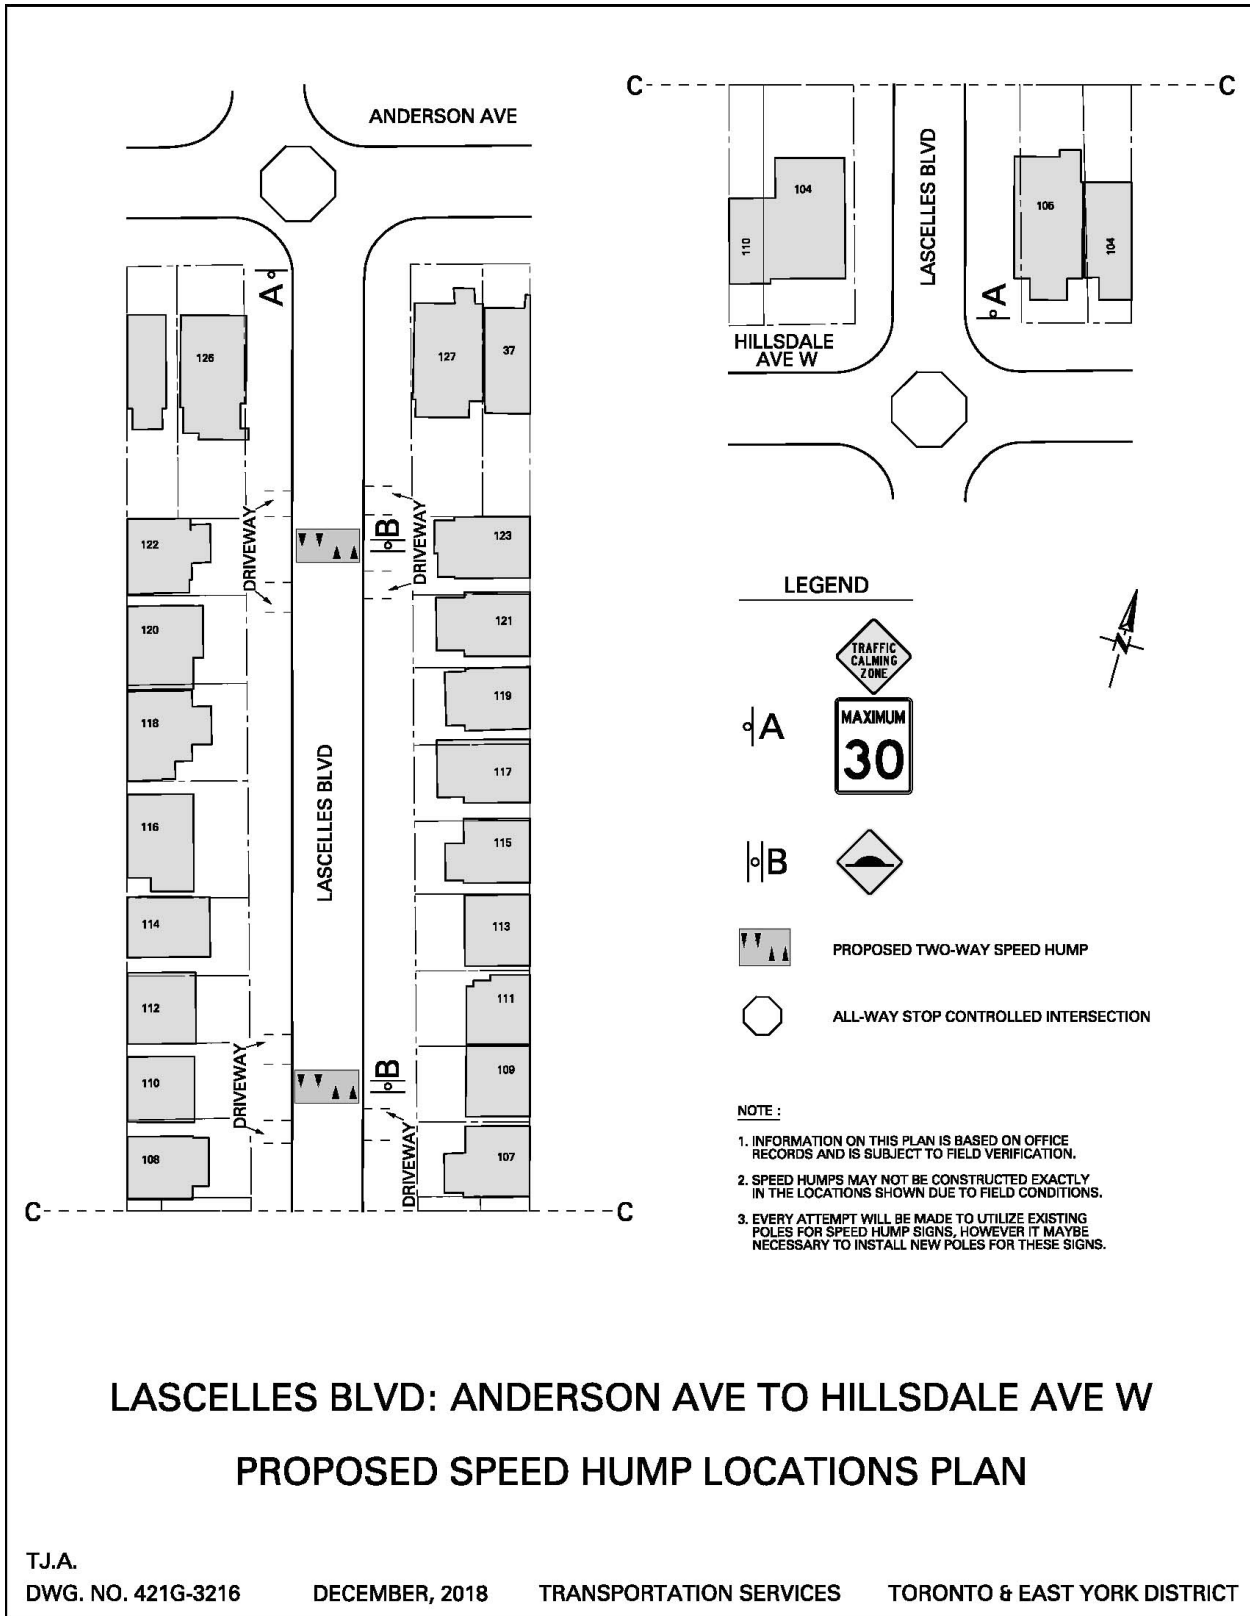 ANDERSON AVE
A
126
127
37
DRIVEWAY
B
DRIVEWAY
122
123
120
121
118
119
LASCELLES BLVD
117
116
115
114
113
112
111
DRIVEWAY
B
110
109
DRIVEWAY
108
107
C
C
C
C
104
110
LASCELLES BLVD
106
104
A
HILLSDALE
AVE W
LEGEND
TRAFFIC
CALMING
ZONE
N
A
MAXIMUM
30
B
PROPOSED TWO-WAY SPEED HUMP
ALL-WAY STOP CONTROLLED INTERSECTION
NOTE :
1. INFORMATION ON THIS PLAN IS BASED ON OFFICE
RECORDS AND IS SUBJECT TO FIELD VERIFICATION.
2. SPEED HUMPS MAY NOT BE CONSTRUCTED EXACTLY
IN THE LOCATIONS SHOWN DUE TO FIELD CONDITIONS.
3. EVERY ATTEMPT WILL BE MADE TO UTILIZE EXISTING
POLES FOR SPEED HUMP SIGNS, HOWEVER IT MAYBE
NECESSARY TO INSTALL NEW POLES FOR THESE SIGNS.
LASCELLES BLVD: ANDERSON AVE TO HILLSDALE AVE W
PROPOSED SPEED HUMP LOCATIONS PLAN
T.J.A.
DWG. NO. 421G-3216 DECEMBER, 2018 TRANSPORTATION SERVICES TORONTO & EAST YORK DISTRICT